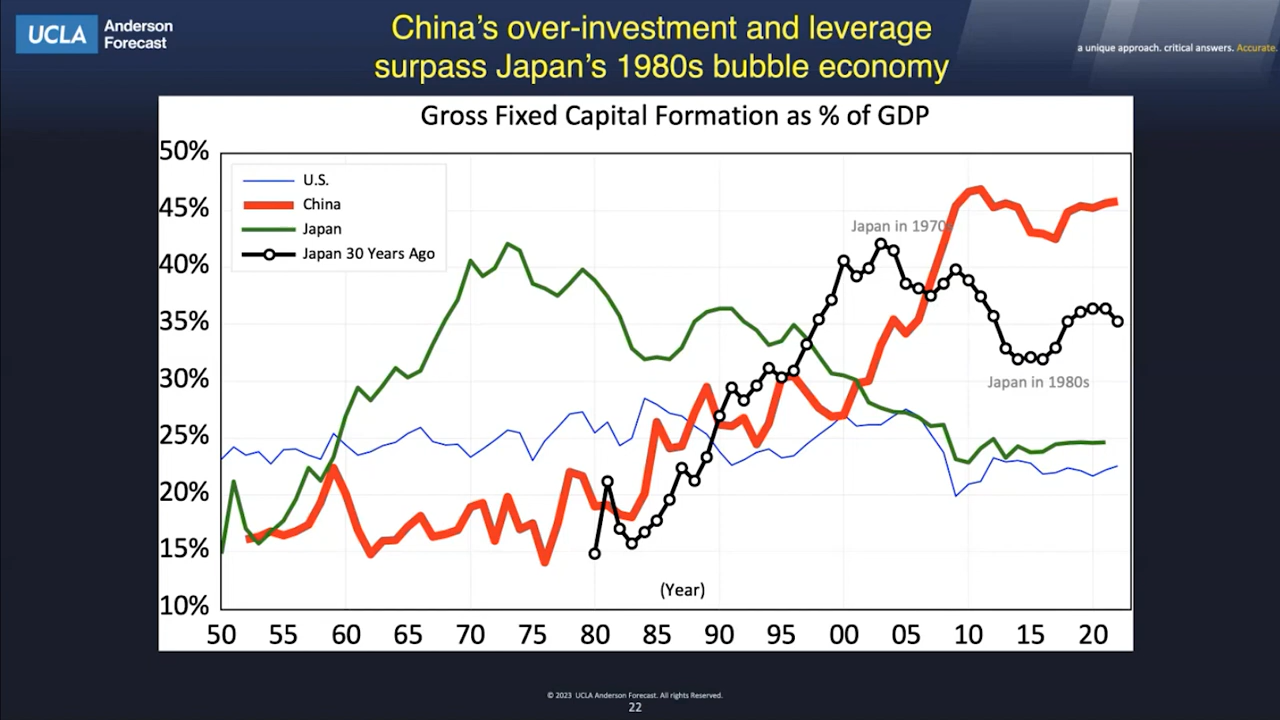 UCLA Anderson
Forecast
China's over-investment and leverage
surpass Japan's 1980s bubble economy
a unique approach. critical answers. Accurate.
Gross Fixed Capital Formation as % of GDP
50%
45%
40%
35%
30%
25%
20%
15%
10%
U.S.
China
Japan
Japan 30 Years Ago
Japan in 1970
Japan in 1980s
(Year)
50 55 60 65 70 75 80 85 90 95 00 05 10 15 20
© 2023 UCLA Anderson Forecast. All rights Reserved.
22